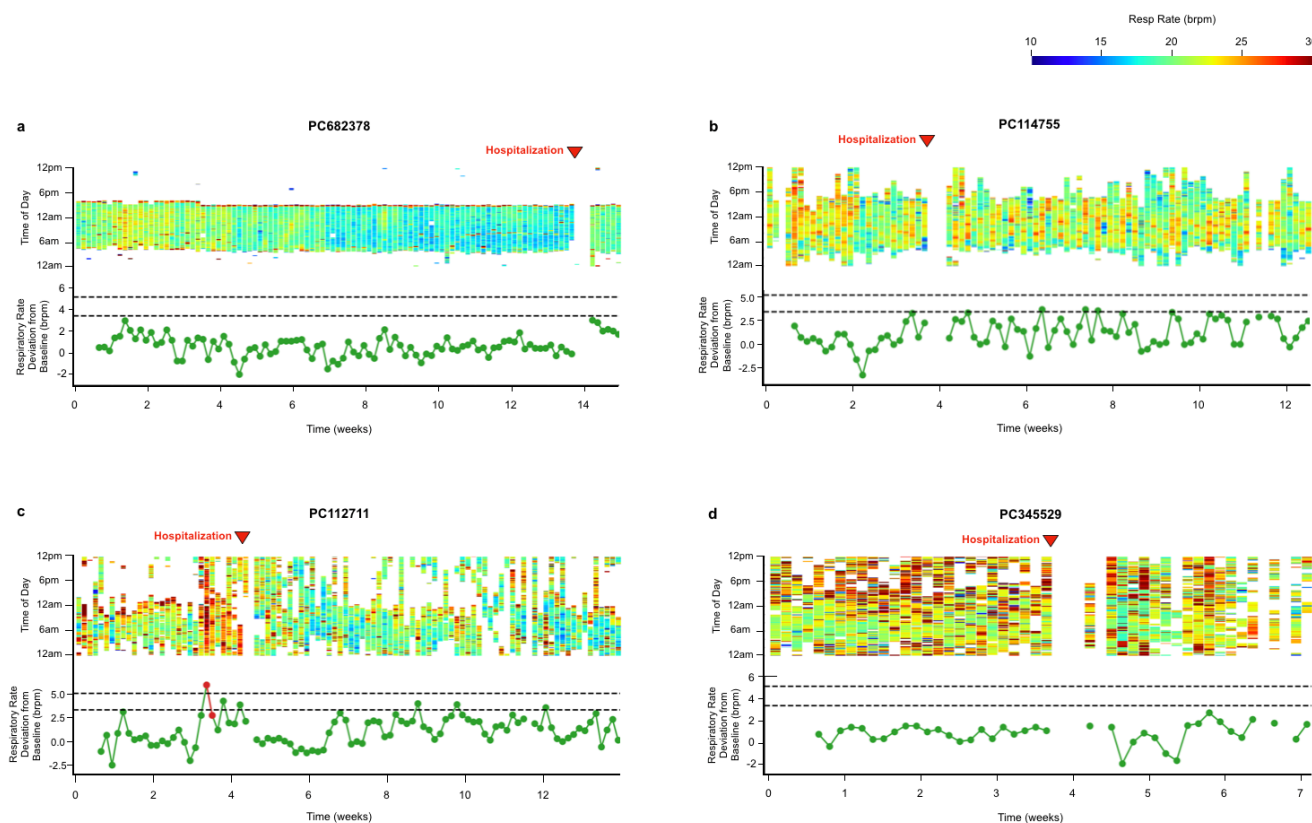 Resp Rate (brpm)
10 15 20 25 30
a
PC682378
Hospitalization
12pm
6pm
12am
6am
12am
Time of Day
6
4
2
0
-2
Respiratory Rate
Deviation from
Baseline (brpm)
0 2 4 6 8 10 12 14
Time (weeks)
b
PC114755
Hospitalization
12pm
6pm
12am
6am
12am
Time of Day
5.0
2.5
0.0
-2.5
Respiratory Rate
Deviation from
Baseline (brpm)
0 2 4 6 8 10 12
Time (weeks)
c
PC112711
Hospitalization
12pm
6pm
12am
6am
12am
Time of Day
5.0
2.5
0.0
-2.5
Respiratory Rate
Deviation from
Baseline (brpm)
0 2 4 6 8 10 12
Time (weeks)
d
PC345529
Hospitalization
12pm
6pm
12am
6am
12am
Time of Day
6
4
2
0
-2
Respiratory Rate
Deviation from
Baseline (brpm)
0 1 2 3 4 5 6 7
Time (weeks)